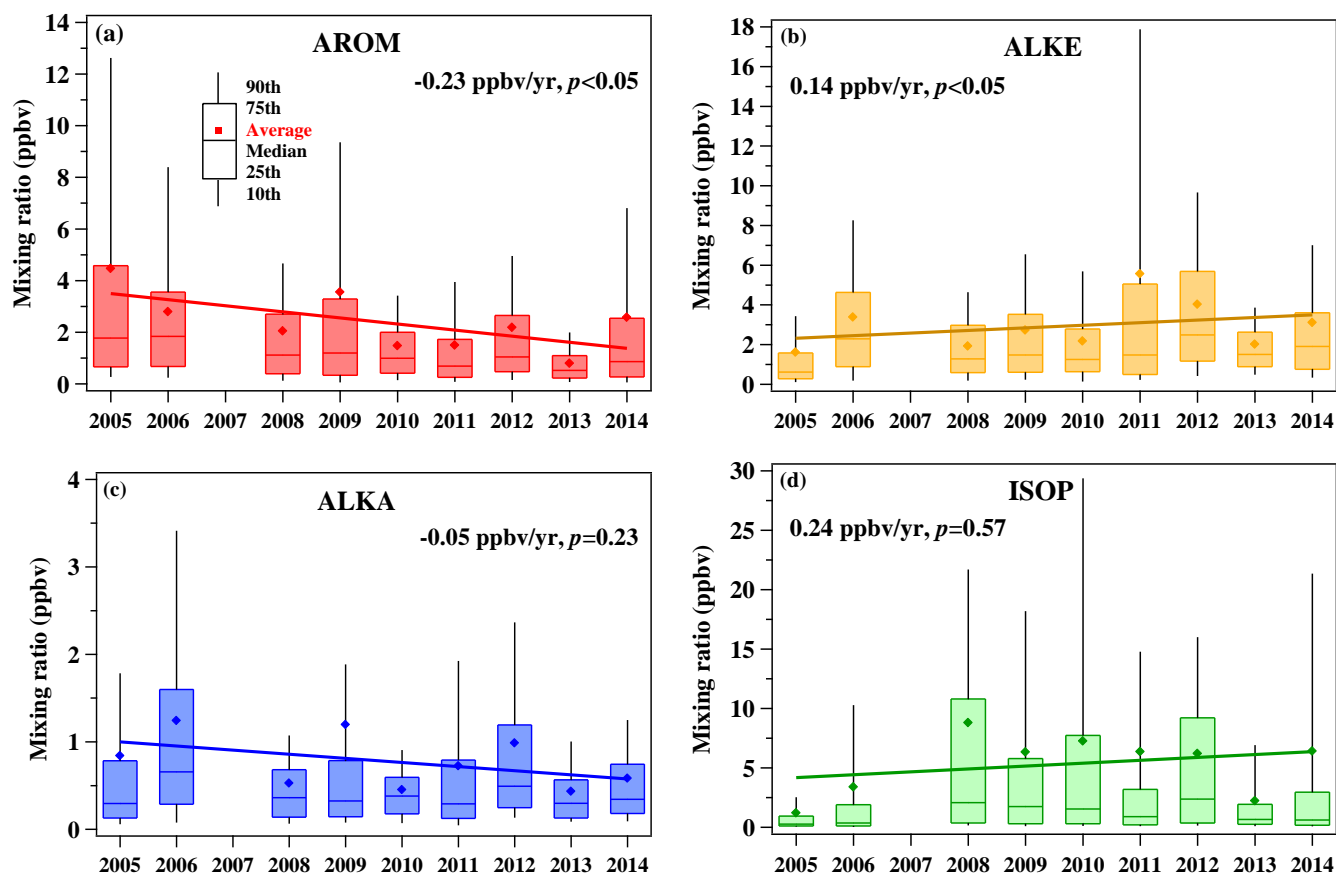 (a)
AROM
-0.23 ppbv/yr, p<0.05
90th
75th
Average
Median
25th
10th
Mixing ratio (ppbv)
14
12
10
8
6
4
2
0
2005 2006 2007 2008 2009 2010 2011 2012 2013 2014
(b)
ALKE
0.14 ppbv/yr, p<0.05
Mixing ratio (ppbv)
18
16
14
12
10
8
6
4
2
0
2005 2006 2007 2008 2009 2010 2011 2012 2013 2014
(c)
ALKA
-0.05 ppbv/yr, p=0.23
Mixing ratio (ppbv)
4
3
2
1
0
2005 2006 2007 2008 2009 2010 2011 2012 2013 2014
(d)
ISOP
0.24 ppbv/yr, p=0.57
Mixing ratio (ppbv)
30
25
20
15
10
5
0
2005 2006 2007 2008 2009 2010 2011 2012 2013 2014